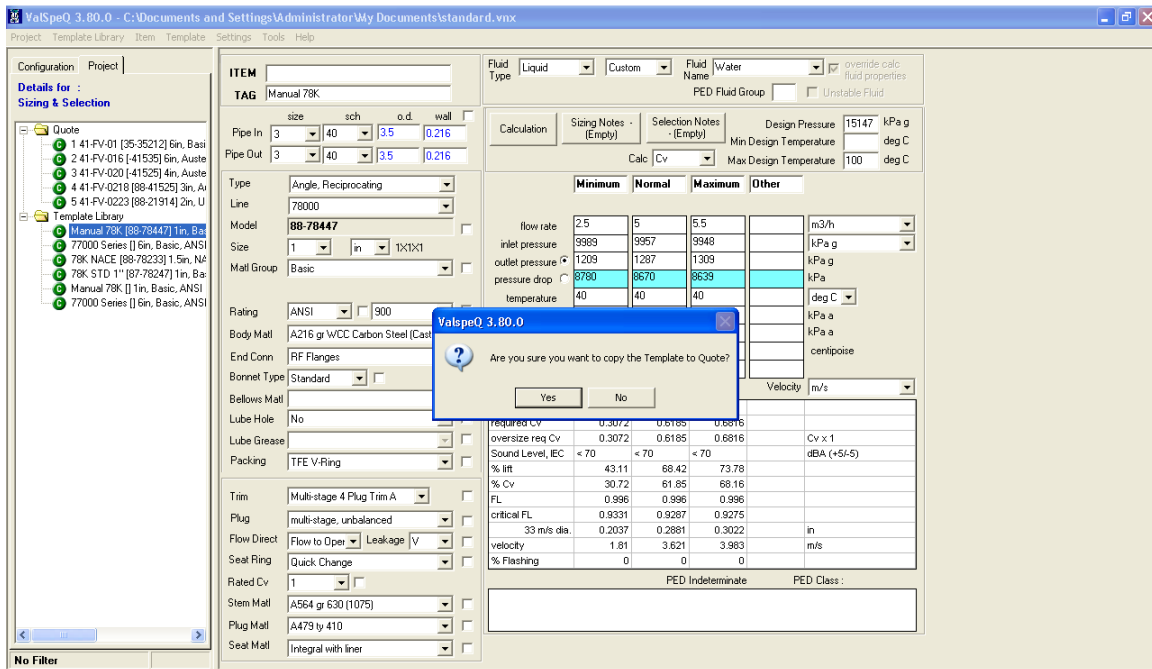 ValSpeQ 3.80.0 - C:\Documents and Settings\Administrator\My Documents\standard.vnx
Project Template Library Item Template Settings Tools Help
Configuration Project
Details for :
Sizing & Selection
Quote
1 41-FV-01 [35-35212] 6in, Basi
2 41-FV-016 [-41535] 6in, Auste
3 41-FV-020 [-41525] 4in, Auste
4 41-FV-0218 [88-41525] 3in, Au
5 41-FV-0223 [88-21914] 2in, U
Template Library
Manual 78K [88-78447] 1in, Bas
77000 Series [] 6in, Basic, ANSI
78K NACE [88-78233] 1.5in, NA
78K STD 1" [87-78247] 1in, Ba
Manual 78K [] 1in, Basic, ANSI
77000 Series [] 6in, Basic, ANSI
No Filter
ITEM
TAG Manual 78K
size sch o.d. wall
Pipe In 3 40 3.5 0.216
Pipe Out 3 40 3.5 0.216
Type Angle, Reciprocating
Line 78000
Model 88-78447
Size 1 in 1X1X1
Matl Group Basic
Rating ANSI 900
Body Matl A216 gr WCC Carbon Steel (Cast
End Conn RF Flanges
Bonnet Type Standard
Bellows Matl
Lube Hole No
Lube Grease
Packing TFE V-Ring
Trim Multi-stage 4 Plug Trim A
Plug multi-stage, unbalanced
Flow Direct Flow to Oper Leakage V
Seat Ring Quick Change
Rated Cv 1
Stem Matl A564 gr 630 (1075)
Plug Matl A479 ty 410
Seat Matl Integral with liner
Fluid Type Liquid Custom Fluid Name Water override calc fluid properties
PED Fluid Group Unstable Fluid
Calculation Sizing Notes - (Empty) Selection Notes - (Empty) Design Pressure 15147 kPa g
Min Design Temperature deg C
Calc Cv Max Design Temperature 100 deg C
Minimum Normal Maximum Other
flow rate 2.5 5 5.5 m3/h
inlet pressure 9989 9957 9948 kPa g
outlet pressure 1209 1287 1309 kPa g
pressure drop 8780 8670 8639 kPa
temperature 40 40 40 deg C
kPa a
kPa a
centipoise
ValspeQ 3.80.0
Are you sure you want to copy the Template to Quote?
Yes No
Velocity m/s
required Cv 0.3072 0.6185 0.6816
oversize req Cv 0.3072 0.6185 0.6816 Cv x 1
Sound Level, IEC < 70 < 70 < 70 dBA (+5/-5)
% lift 43.11 68.42 73.78
% Cv 30.72 61.85 68.16
FL 0.996 0.996 0.996
critical FL 0.9331 0.9287 0.9275
33 m/s dia. 0.2037 0.2881 0.3022 in
velocity 1.81 3.621 3.983 m/s
% Flashing 0 0 0
PED Indeterminate PED Class :